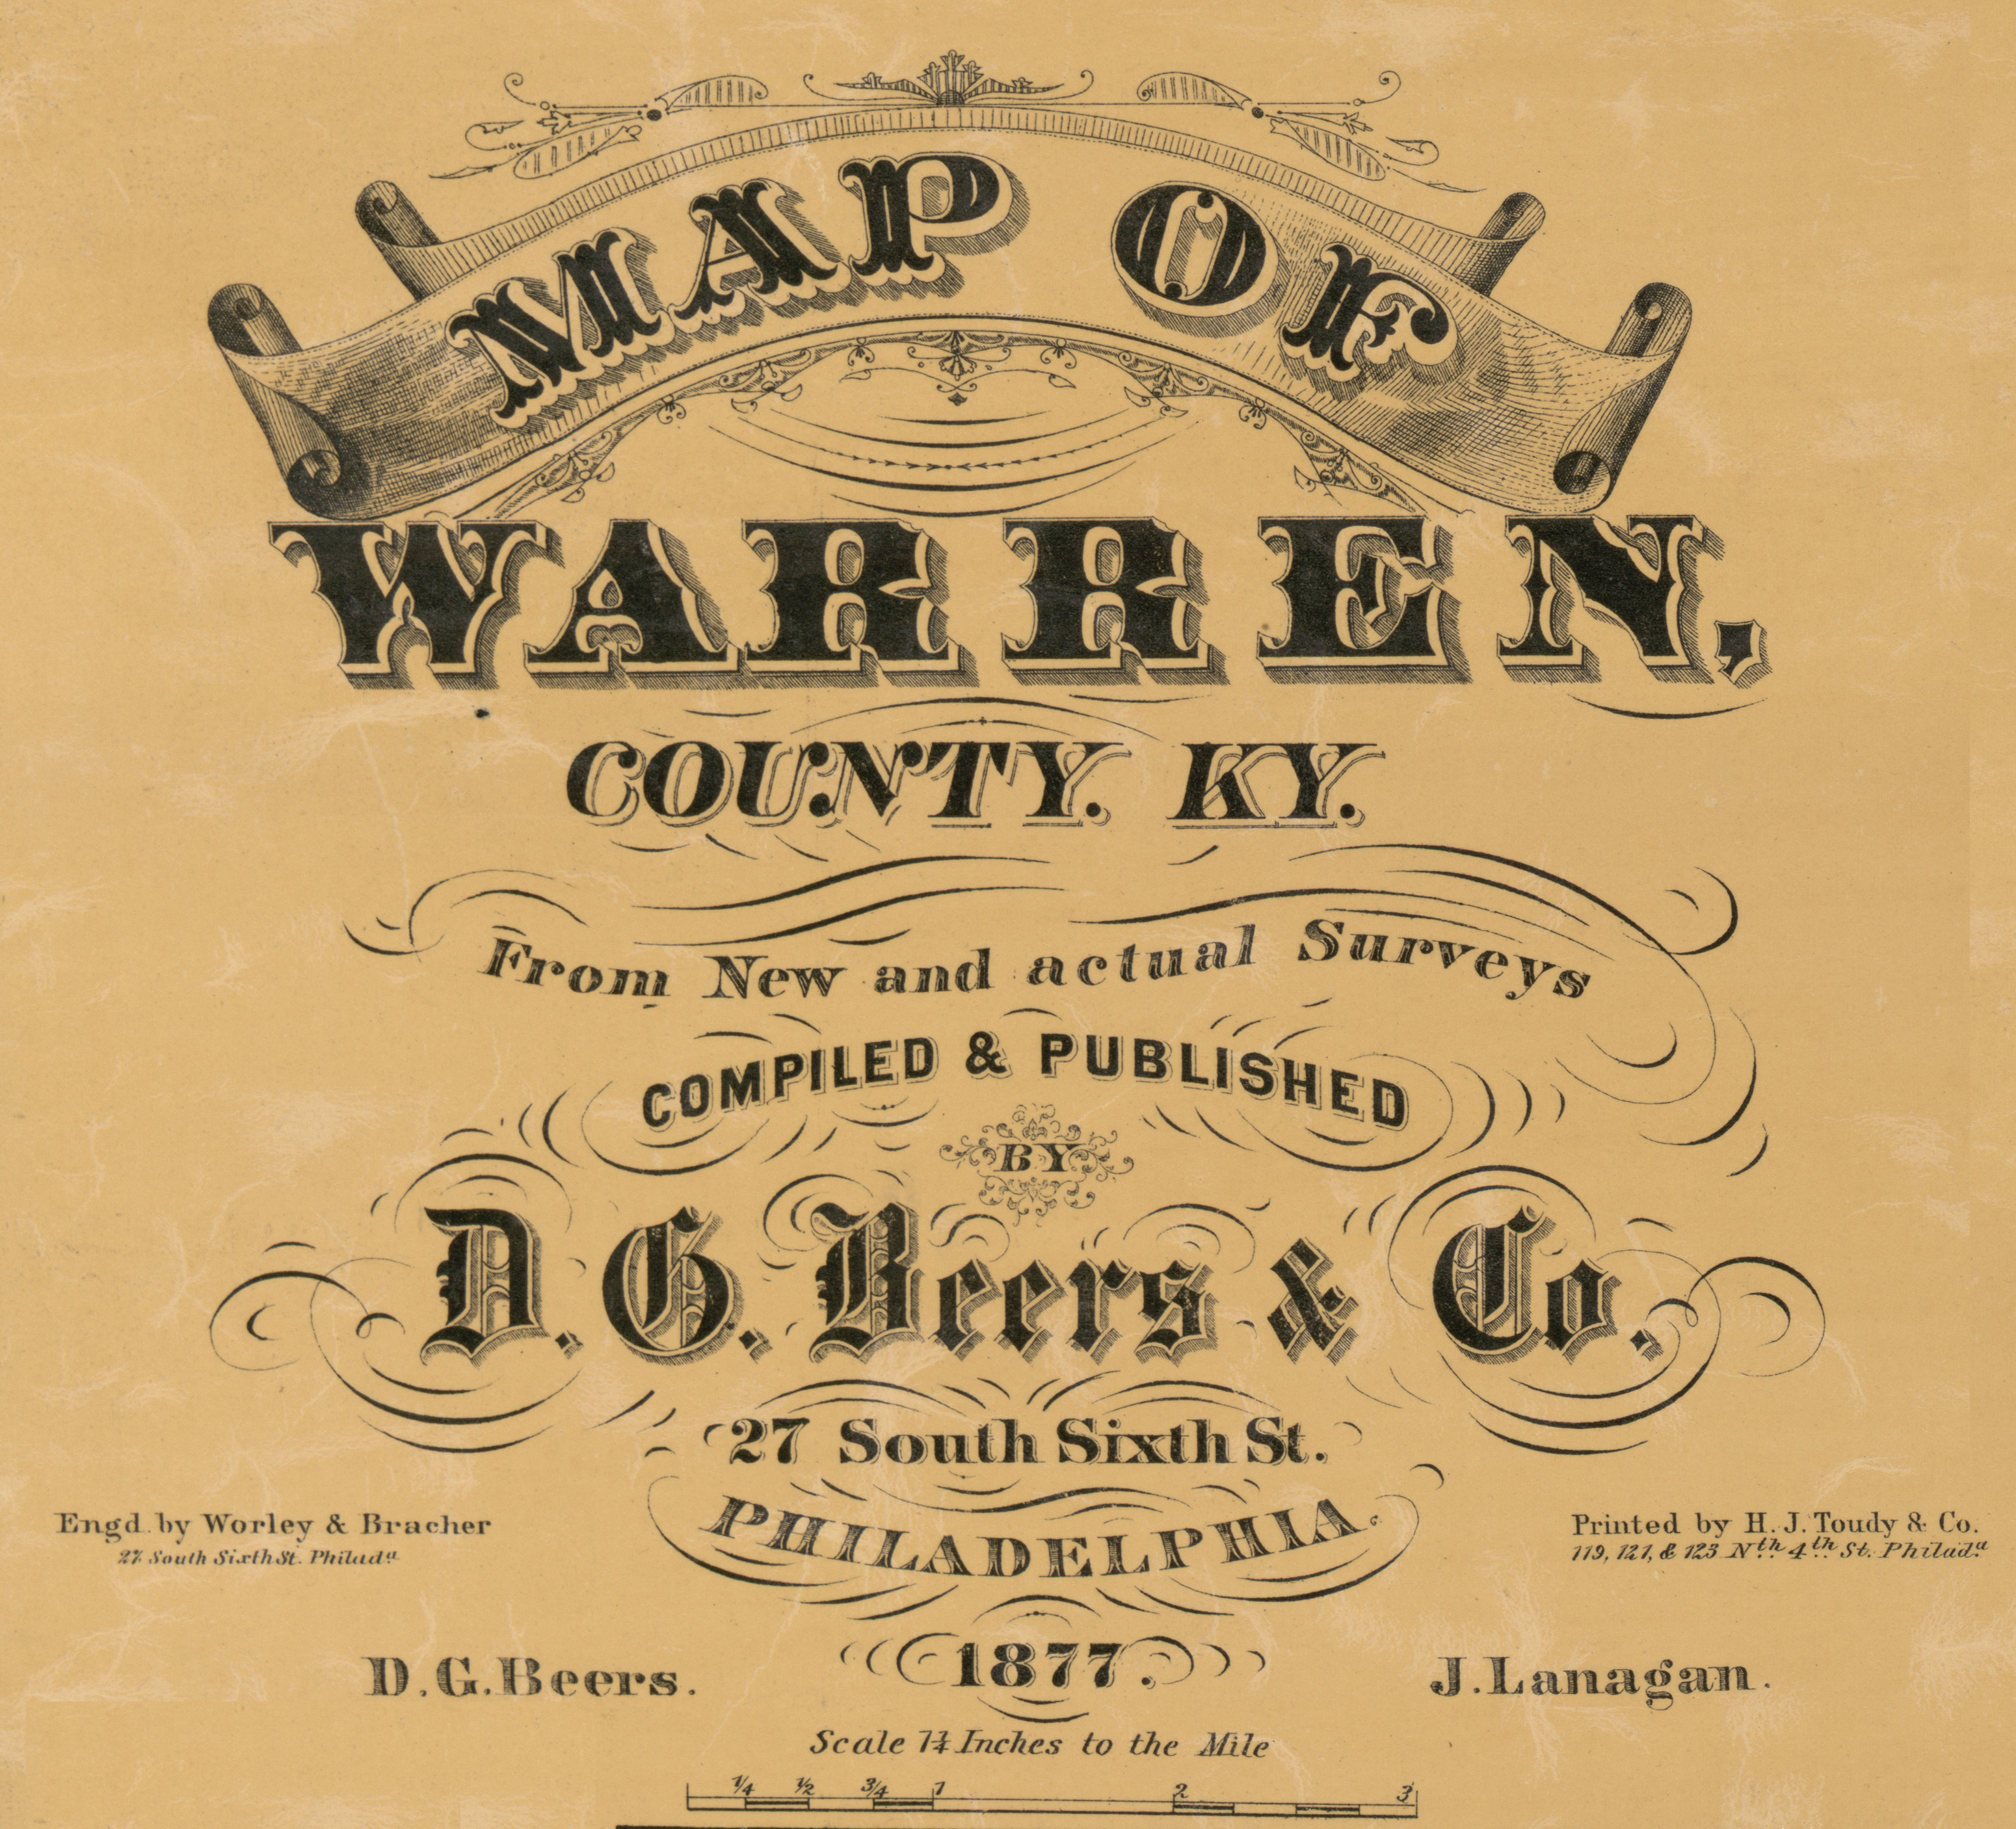 MAP OF
WARREN,
COUNTY. KY.
From New and actual Surveys
COMPILED & PUBLISHED
BY
D. G. Beers & Co.
27 South Sixth St.
PHILADELPHIA.
Engd. by Worley & Bracher
27 South Sixth St. Philada
Printed by H. J. Toudy & Co.
119, 121, & 123 Nth 4th St. Philada
1877.
D. G. Beers.
J. Lanagan.
Scale 1¼ Inches to the Mile
1/4 1/2 3/4 1 2 3